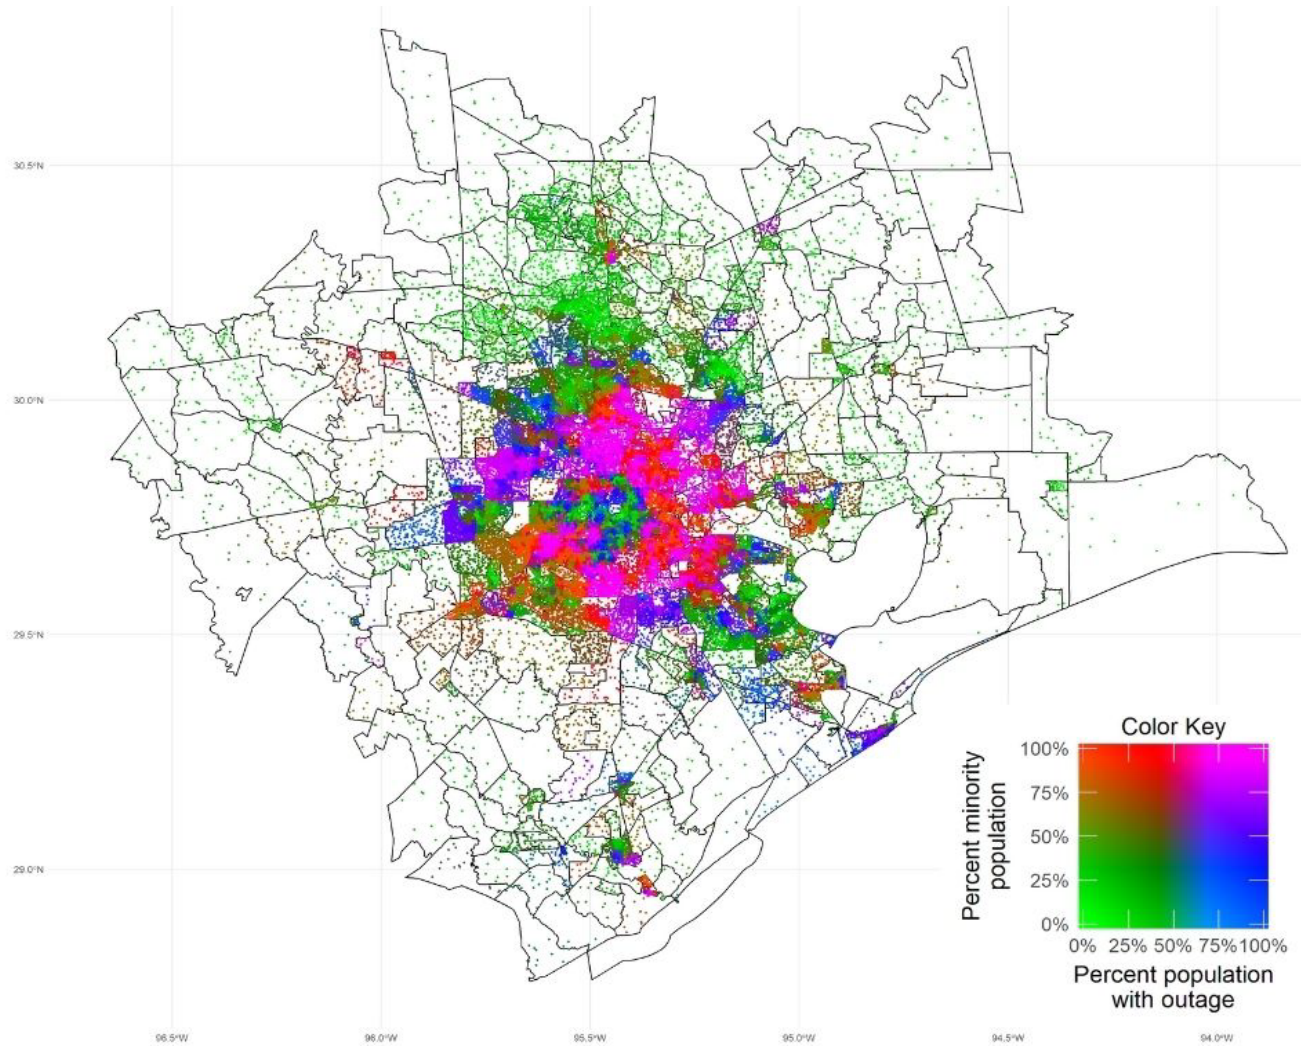 30.5°N
30.0°N
29.5°N
29.0°N
96.5°W
96.0°W
95.5°W
95.0°W
94.5°W
94.0°W
Color Key
Percent minority
population
100%
75%
50%
25%
0%
0% 25% 50% 75% 100%
Percent population
with outage